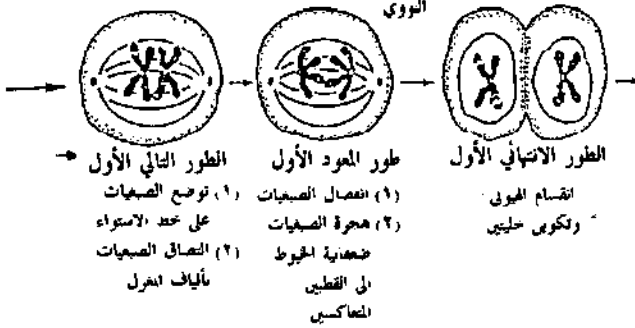 النووي
الطور التالي الأول
(١) توضع الصبغيات
على خط الاستواء
(٢) التصاق الصبغيات
بألياف المغزل
طور الصعود الأول
(١) انفصال الصبغيات
(٢) هجرة الصبغيات
ضعفانية الخيوط
الى القطبين
المتعاكسين
الطور الانتهائي الأول
انقسام الهيولى
وتكوين خليتين